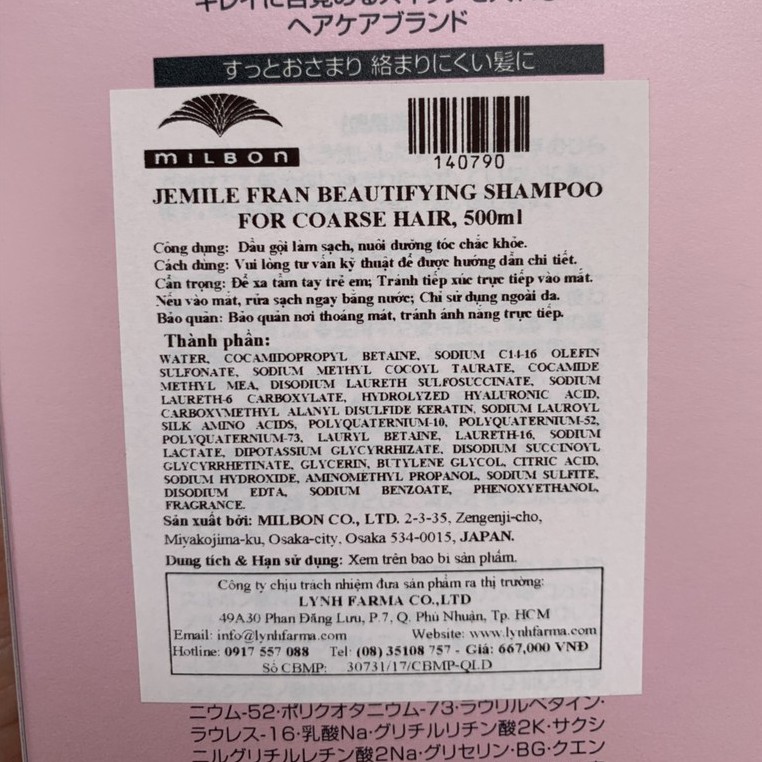 ヘアケアブランド
すっとおさまり 絡まりにくい髪に
MILBON
140790
JEMILE FRAN BEAUTIFYING SHAMPOO
FOR COARSE HAIR, 500ml
Công dụng: Dầu gội làm sạch, nuôi dưỡng tóc chắc khỏe.
Cách dùng: Vui lòng tư vấn kỹ thuật để được hướng dẫn chi tiết.
Cẩn trọng: Để xa tầm tay trẻ em; Tránh tiếp xúc trực tiếp vào mắt.
Nếu vào mắt, rửa sạch ngay bằng nước; Chỉ sử dụng ngoài da.
Bảo quản: Bảo quản nơi thoáng mát, tránh ánh nắng trực tiếp.
Thành phần:
WATER, COCAMIDOPROPYL BETAINE, SODIUM C14-16 OLEFIN
SULFONATE, SODIUM METHYL COCOYL TAURATE, COCAMIDE
METHYL MEA, DISODIUM LAURETH SULFOSUCCINATE, SODIUM
LAURETH-6 CARBOXYLATE, HYDROLYZED HYALURONIC ACID,
CARBOXYMETHYL ALANYL DISULFIDE KERATIN, SODIUM LAUROYL
SILK AMINO ACIDS, POLYQUATERNIUM-10, POLYQUATERNIUM-52,
POLYQUATERNIUM-73, LAURYL BETAINE, LAURETH-16, SODIUM
LACTATE, DIPOTASSIUM GLYCYRRHIZATE, DISODIUM SUCCINOYL
GLYCYRRHETINATE, GLYCERIN, BUTYLENE GLYCOL, CITRIC ACID,
SODIUM HYDROXIDE, AMINOMETHYL PROPANOL, SODIUM SULFITE,
DISODIUM EDTA, SODIUM BENZOATE, PHENOXYETHANOL,
FRAGRANCE.
Sản xuất bởi: MILBON CO., LTD. 2-3-35, Zengenji-cho,
Miyakojima-ku, Osaka-city, Osaka 534-0015, JAPAN.
Dung tích & Hạn sử dụng: Xem trên bao bì sản phẩm.
Công ty chịu trách nhiệm đưa sản phẩm ra thị trường:
LYNH FARMA CO.,LTD
49A30 Phan Đăng Lưu, P.7, Q. Phú Nhuận, Tp. HCM
Email: info@lynhfarma.com Website: www.lynhfarma.com
Hotline: 0917 557 088 Tel: (08) 35108 757 - Giá: 667,000 VNĐ
Số CBMP: 30731/17/CBMP-QLD
ニウム-52・ポリクオタニウム-73・ラウリルベタイン・
ラウレス-16・乳酸Na・グリチルリチン酸2K・サクシ
ニルグリチルレチン酸2Na・グリセリン・BG・クエン